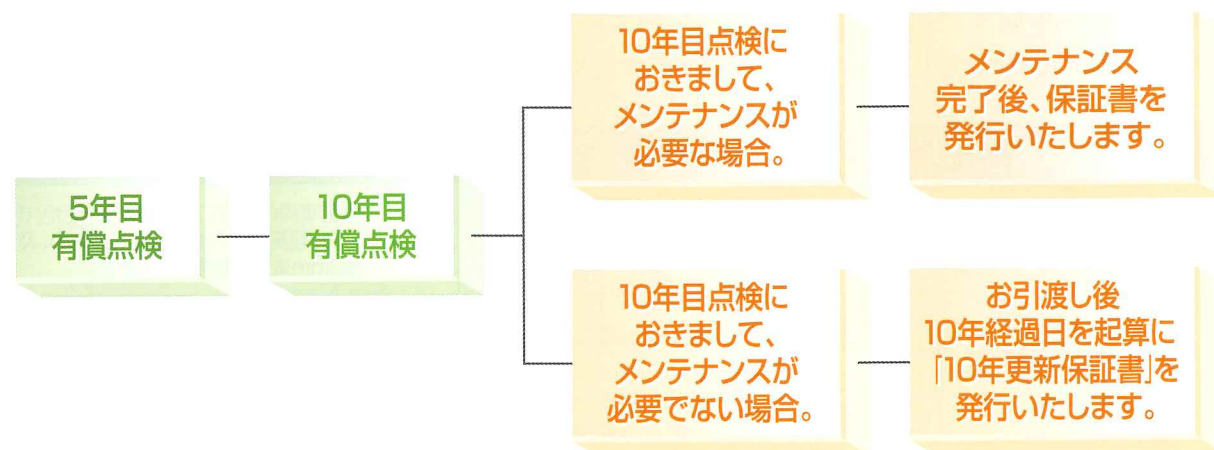 5年目
有償点検
10年目
有償点検
10年目点検に
おきまして、
メンテナンスが
必要な場合。
メンテナンス
完了後、保証書を
発行いたします。
10年目点検に
おきまして、
メンテナンスが
必要でない場合。
お引渡し後
10年経過日を起算に
「10年更新保証書」を
発行いたします。